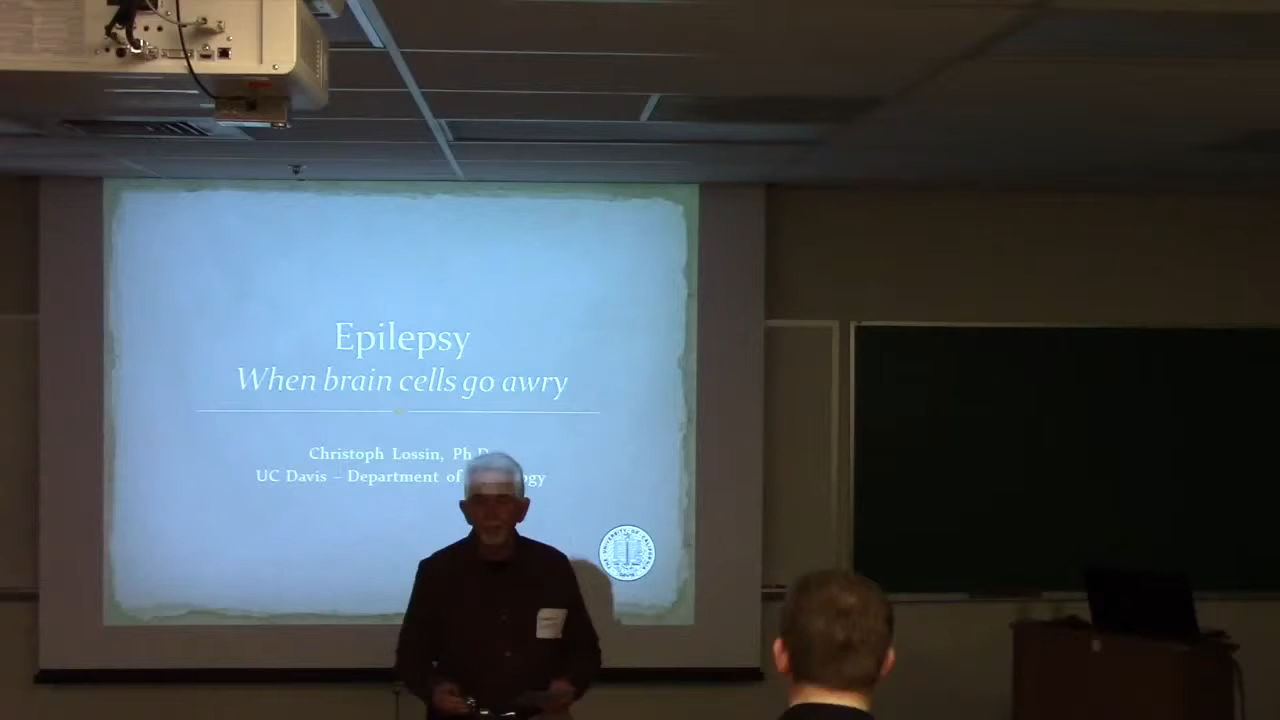 Epilepsy
When brain cells go awry
Christoph Lossin, Ph.D.
UC Davis – Department of